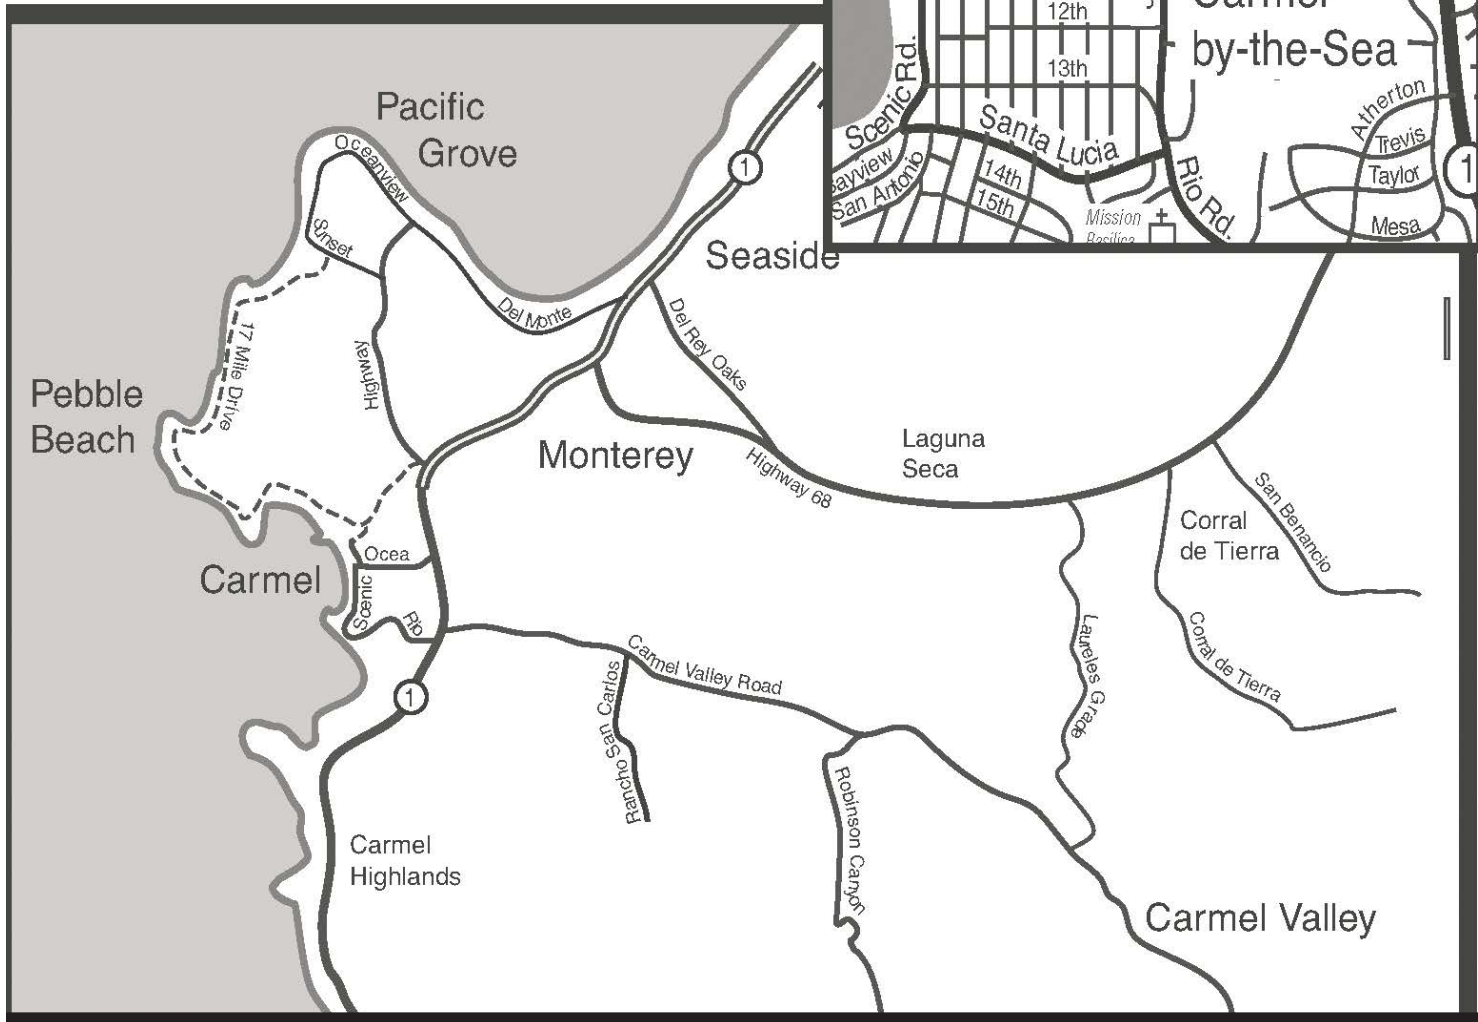 12th
Carmel
by-the-Sea
13th
Scenic Rd.
Santa Lucia
Atherton
Trevis
Taylor
Mesa
1
Bayview
San Antonio
14th
15th
Rio Rd.
Mission
Basilica
Pacific
Grove
Oceanview
Sunset
1
Seaside
Del Monte
Del Rey Oaks
17 Mile Drive
Highway
Pebble
Beach
Monterey
Highway 68
Laguna
Seca
San Benancio
Corral
de Tierra
Corral de Tierra
Laureles Grade
Ocea
Carmel
Scenic
Rio
1
Carmel Valley Road
Rancho San Carlos
Robinson Canyon
Carmel
Highlands
Carmel Valley